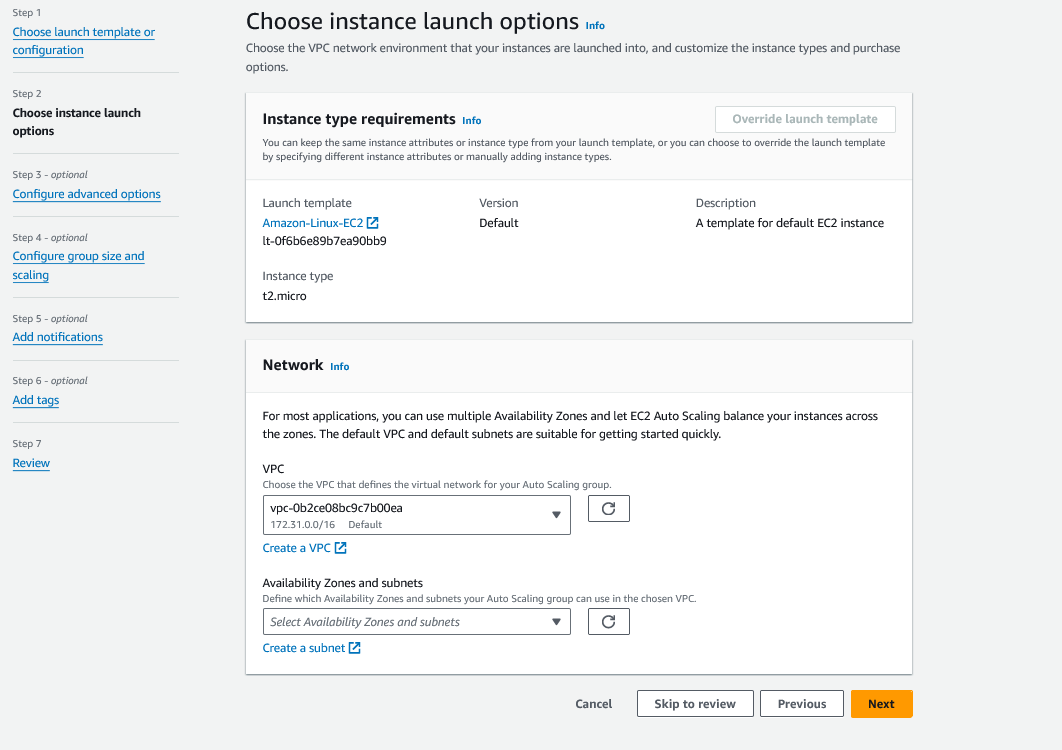 Step 1
Choose launch template or
configuration
Step 2
Choose instance launch
options
Step 3 - optional
Configure advanced options
Step 4 - optional
Configure group size and
scaling
Step 5 - optional
Add notifications
Step 6 - optional
Add tags
Step 7
Review
Choose instance launch options Info
Choose the VPC network environment that your instances are launched into, and customize the instance types and purchase
options.
Instance type requirements Info
Override launch template
You can keep the same instance attributes or instance type from your launch template, or you can choose to override the launch template
by specifying different instance attributes or manually adding instance types.
Launch template
Amazon-Linux-EC2
lt-0f6b6e89b7ea90bb9
Version
Default
Description
A template for default EC2 instance
Instance type
t2.micro
Network Info
For most applications, you can use multiple Availability Zones and let EC2 Auto Scaling balance your instances across
the zones. The default VPC and default subnets are suitable for getting started quickly.
VPC
Choose the VPC that defines the virtual network for your Auto Scaling group.
vpc-0b2ce08bc9c7b00ea
172.31.0.0/16 Default
Create a VPC
Availability Zones and subnets
Define which Availability Zones and subnets your Auto Scaling group can use in the chosen VPC.
Select Availability Zones and subnets
Create a subnet
Cancel
Skip to review
Previous
Next